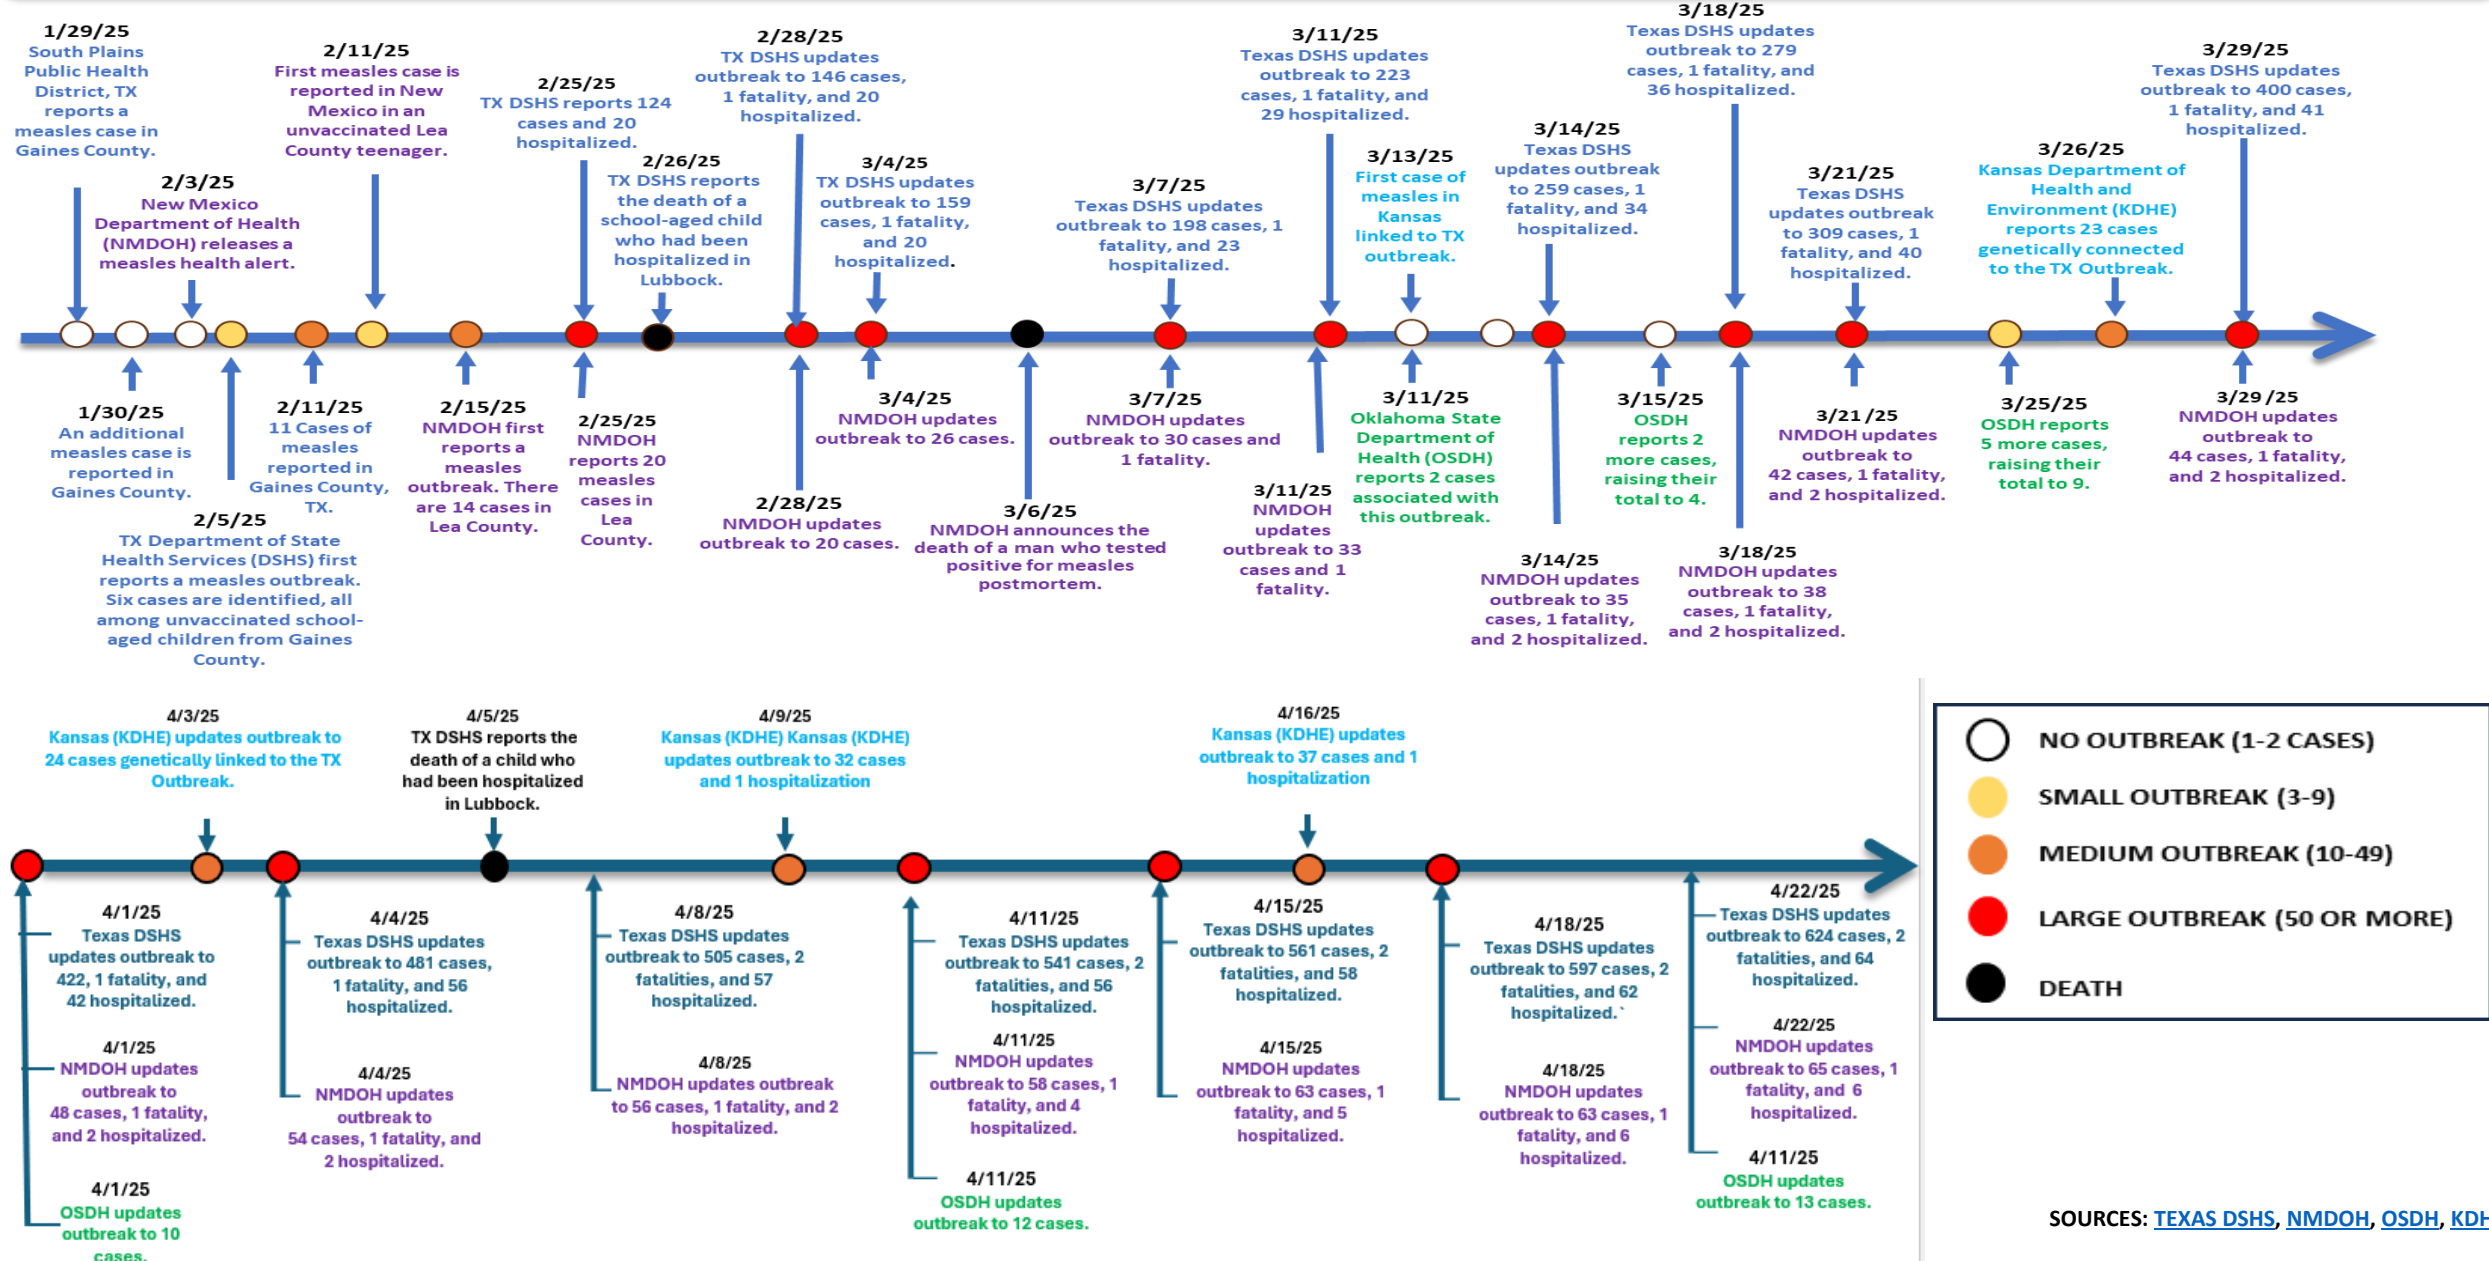 1/29/25
South Plains
Public Health
District, TX
reports a
measles case in
Gaines County.
2/3/25
New Mexico
Department of Health
(NMDOH) releases a
measles health alert.
2/11/25
First measles case is
reported in New
Mexico in an
unvaccinated Lea
County teenager.
2/25/25
TX DSHS reports 124
cases and 20
hospitalized.
2/26/25
TX DSHS reports
the death of a
school-aged child
who had been
hospitalized in
Lubbock.
2/28/25
TX DSHS updates
outbreak to 146 cases,
1 fatality, and 20
hospitalized.
3/4/25
TX DSHS updates
outbreak to 159
cases, 1 fatality,
and 20
hospitalized.
3/7/25
Texas DSHS updates
outbreak to 198 cases, 1
fatality, and 23
hospitalized.
3/11/25
Texas DSHS updates
outbreak to 223
cases, 1 fatality, and
29 hospitalized.
3/13/25
First case of
measles in
Kansas
linked to TX
outbreak.
3/14/25
Texas DSHS
updates outbreak
to 259 cases, 1
fatality, and 34
hospitalized.
3/18/25
Texas DSHS updates
outbreak to 279
cases, 1 fatality, and
36 hospitalized.
3/21/25
Texas DSHS
updates outbreak
to 309 cases, 1
fatality, and 40
hospitalized.
3/26/25
Kansas Department of
Health and
Environment (KDHE)
reports 23 cases
genetically connected
to the TX Outbreak.
3/29/25
Texas DSHS updates
outbreak to 400 cases,
1 fatality, and 41
hospitalized.
1/30/25
An additional
measles case is
reported in
Gaines County.
2/5/25
TX Department of State
Health Services (DSHS) first
reports a measles outbreak.
Six cases are identified, all
among unvaccinated school-
aged children from Gaines
County.
2/11/25
11 Cases of
measles
reported in
Gaines County,
TX.
2/15/25
NMDOH first
reports a
measles
outbreak. There
are 14 cases in
Lea County.
2/25/25
NMDOH
reports 20
measles
cases in
Lea
County.
2/28/25
NMDOH updates
outbreak to 20 cases.
3/4/25
NMDOH updates
outbreak to 26 cases.
3/6/25
NMDOH announces the
death of a man who tested
positive for measles
postmortem.
3/7/25
NMDOH updates
outbreak to 30 cases and
1 fatality.
3/11/25
NMDOH
updates
outbreak to 33
cases and 1
fatality.
3/11/25
Oklahoma State
Department of
Health (OSDH)
reports 2 cases
associated with
this outbreak.
3/14/25
NMDOH updates
outbreak to 35
cases, 1 fatality,
and 2 hospitalized.
3/15/25
OSDH
reports 2
more cases,
raising their
total to 4.
3/18/25
NMDOH updates
outbreak to 38
cases, 1 fatality,
and 2 hospitalized.
3/21/25
NMDOH updates
outbreak to
42 cases, 1 fatality,
and 2 hospitalized.
3/25/25
OSDH reports
5 more cases,
raising their
total to 9.
3/29/25
NMDOH updates
outbreak to
44 cases, 1 fatality,
and 2 hospitalized.
4/3/25
Kansas (KDHE) updates outbreak to
24 cases genetically linked to the TX
Outbreak.
4/5/25
TX DSHS reports the
death of a child who
had been hospitalized
in Lubbock.
4/9/25
Kansas (KDHE) Kansas (KDHE)
updates outbreak to 32 cases
and 1 hospitalization
4/16/25
Kansas (KDHE) updates
outbreak to 37 cases and 1
hospitalization
4/1/25
Texas DSHS
updates outbreak to
422, 1 fatality, and
42 hospitalized.
4/1/25
NMDOH updates
outbreak to
48 cases, 1 fatality,
and 2 hospitalized.
4/1/25
OSDH updates
outbreak to 10
cases.
4/4/25
Texas DSHS updates
outbreak to 481 cases,
1 fatality, and 56
hospitalized.
4/4/25
NMDOH updates
outbreak to
54 cases, 1 fatality, and
2 hospitalized.
4/8/25
Texas DSHS updates
outbreak to 505 cases, 2
fatalities, and 57
hospitalized.
4/8/25
NMDOH updates outbreak
to 56 cases, 1 fatality, and 2
hospitalized.
4/11/25
Texas DSHS updates
outbreak to 541 cases, 2
fatalities, and 56
hospitalized.
4/11/25
NMDOH updates
outbreak to 58 cases, 1
fatality, and 4
hospitalized.
4/11/25
OSDH updates
outbreak to 12 cases.
4/15/25
Texas DSHS updates
outbreak to 561 cases, 2
fatalities, and 58
hospitalized.
4/15/25
NMDOH updates
outbreak to 63 cases, 1
fatality, and 5
hospitalized.
4/18/25
Texas DSHS updates
outbreak to 597 cases, 2
fatalities, and 62
hospitalized.`
4/18/25
NMDOH updates
outbreak to 63 cases, 1
fatality, and 6
hospitalized.
4/22/25
Texas DSHS updates
outbreak to 624 cases, 2
fatalities, and 64
hospitalized.
4/22/25
NMDOH updates
outbreak to 65 cases, 1
fatality, and 6
hospitalized.
4/11/25
OSDH updates
outbreak to 13 cases.
NO OUTBREAK (1-2 CASES)
SMALL OUTBREAK (3-9)
MEDIUM OUTBREAK (10-49)
LARGE OUTBREAK (50 OR MORE)
DEATH
SOURCES: TEXAS DSHS, NMDOH, OSDH, KDH